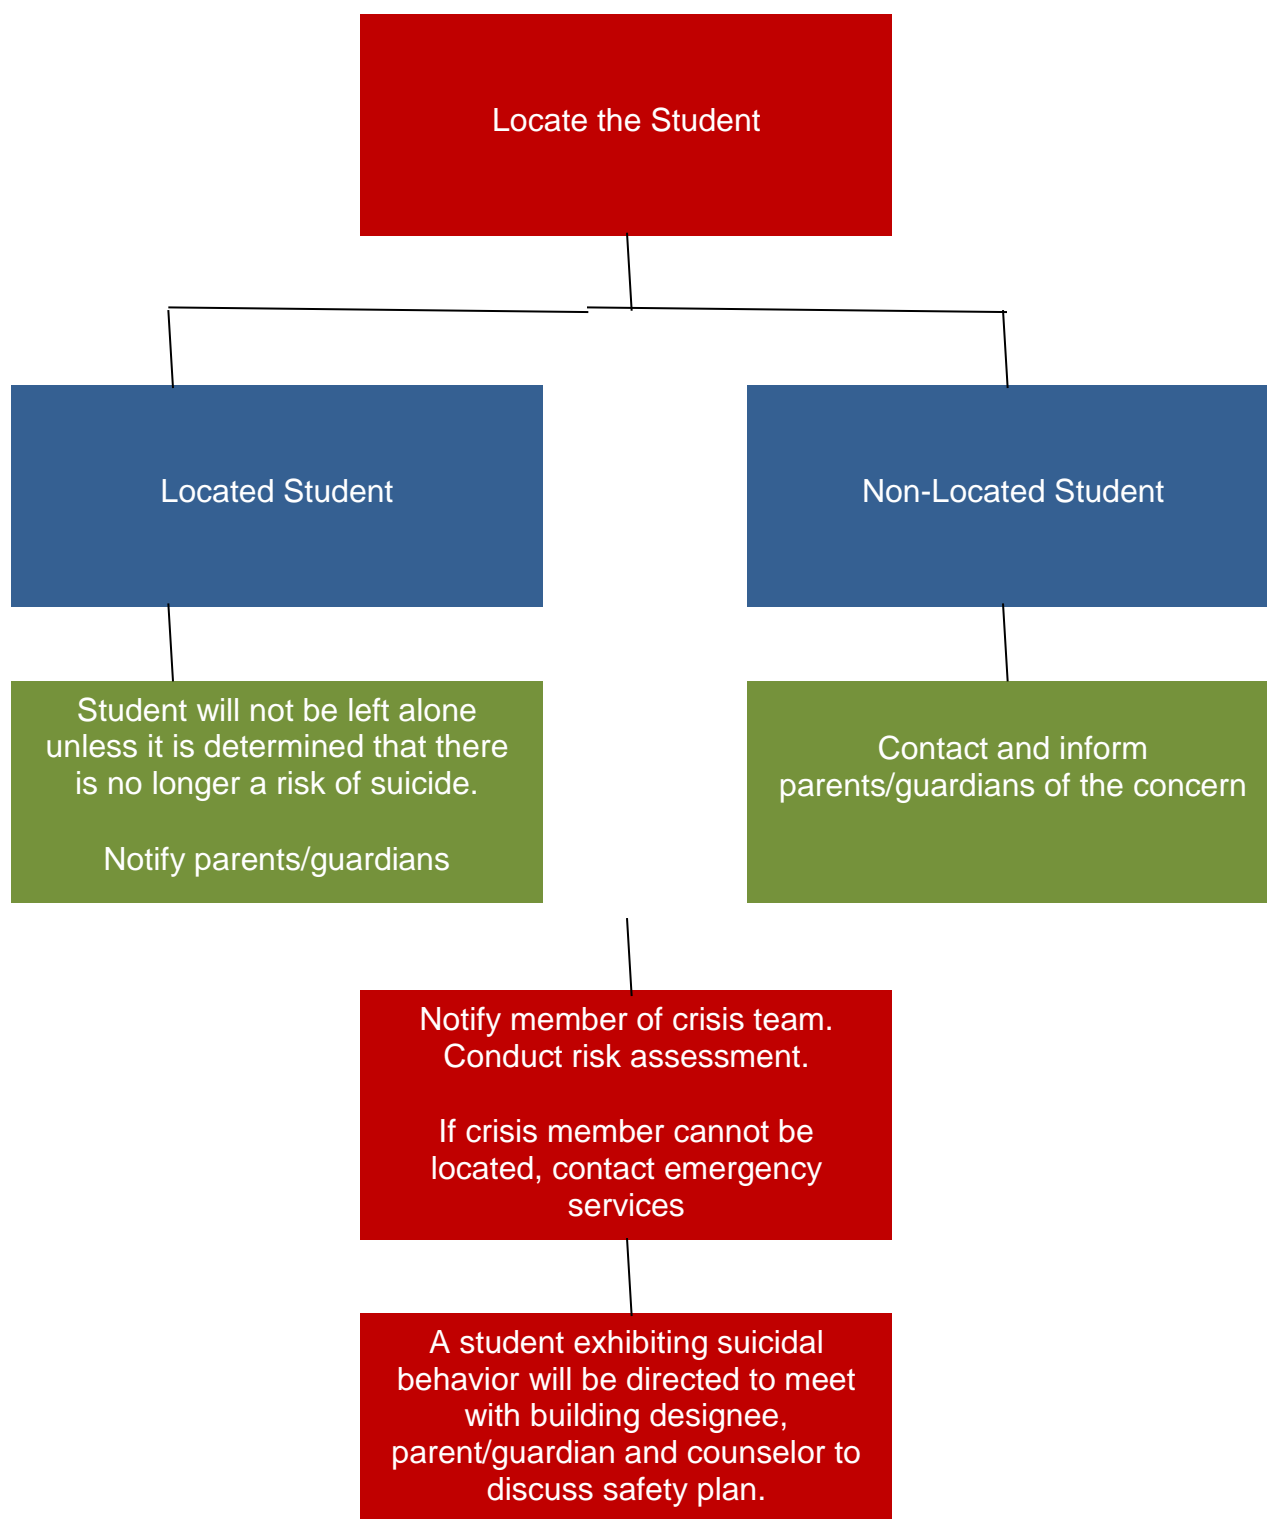 Locate the Student
Located Student
Non-Located Student
Student will not be left alone
unless it is determined that there
is no longer a risk of suicide.
Notify parents/guardians
Contact and inform
parents/guardians of the concern
Notify member of crisis team.
Conduct risk assessment.
If crisis member cannot be
located, contact emergency
services
A student exhibiting suicidal
behavior will be directed to meet
with building designee,
parent/guardian and counselor to
discuss safety plan.